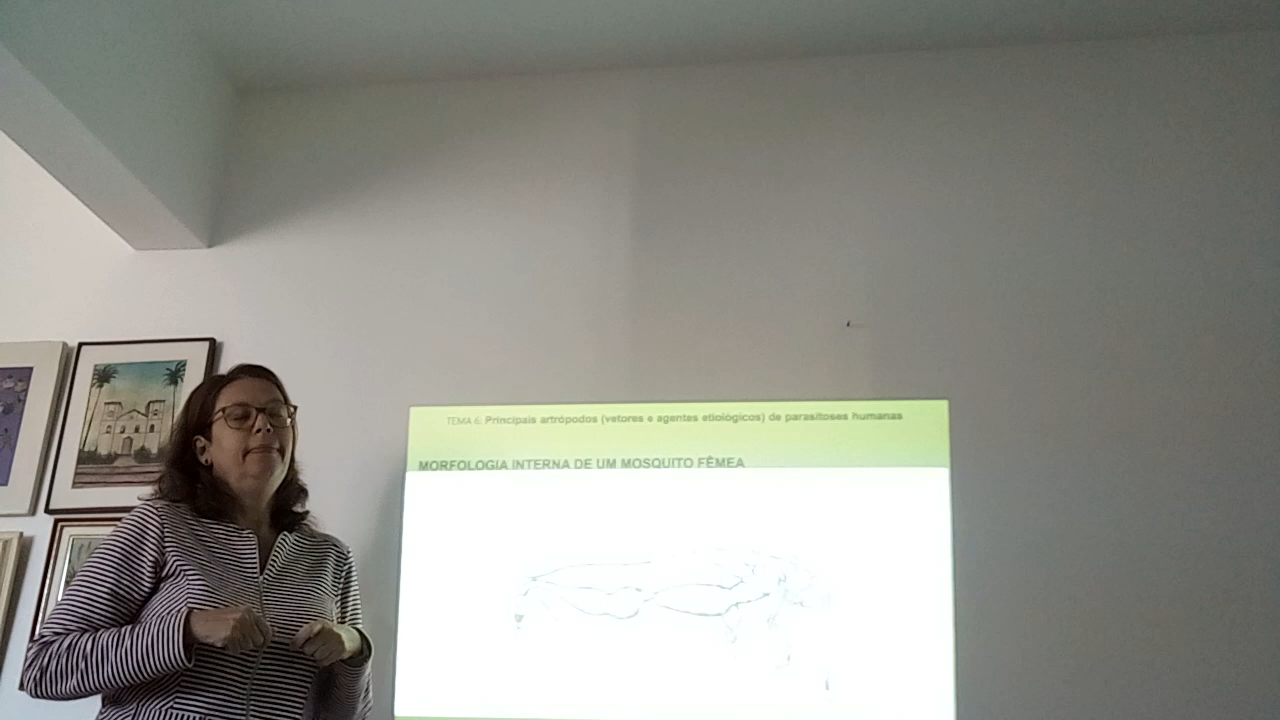 TEMA 6: Principais artrópodos (vetores e agentes etiológicos) de parasitoses humanas
MORFOLOGIA INTERNA DE UM MOSQUITO FÊMEA